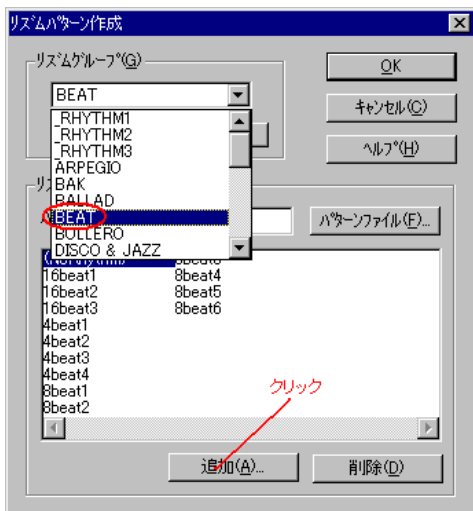 リズムパターン作成
リズムグループ(G)
BEAT
_RHYTHM1
_RHYTHM2
_RHYTHM3
ARPEGIO
BAK
BALLAD
BEAT
BOLLERO
DISCO & JAZZ
OK
キャンセル(C)
ヘルプ(H)
パターンファイル(F)...
16beat1
16beat2
16beat3
4beat1
4beat2
4beat3
4beat4
8beat1
8beat2
8beat4
8beat5
8beat6
クリック
追加(A)...
削除(D)